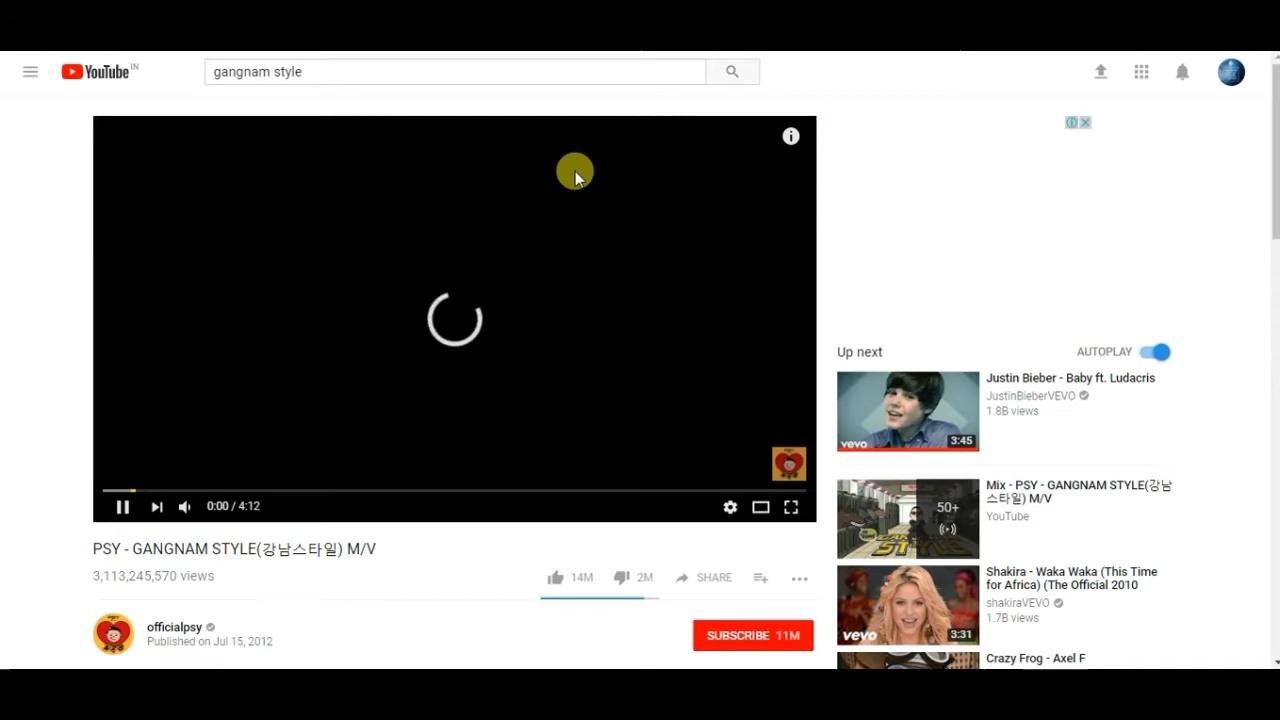 YouTube IN
gangnam style
0:00 / 4:12
PSY - GANGNAM STYLE(강남스타일) M/V
3,113,245,570 views
14M
2M
SHARE
officialpsy
Published on Jul 15, 2012
SUBSCRIBE 11M
Up next
AUTOPLAY
vevo
3:45
Justin Bieber - Baby ft. Ludacris
JustinBieberVEVO
1.8B views
50+
STYLE
Mix - PSY - GANGNAM STYLE(강남
스타일) M/V
YouTube
vevo
3:31
Shakira - Waka Waka (This Time
for Africa) (The Official 2010
shakiraVEVO
1.7B views
Crazy Frog - Axel F